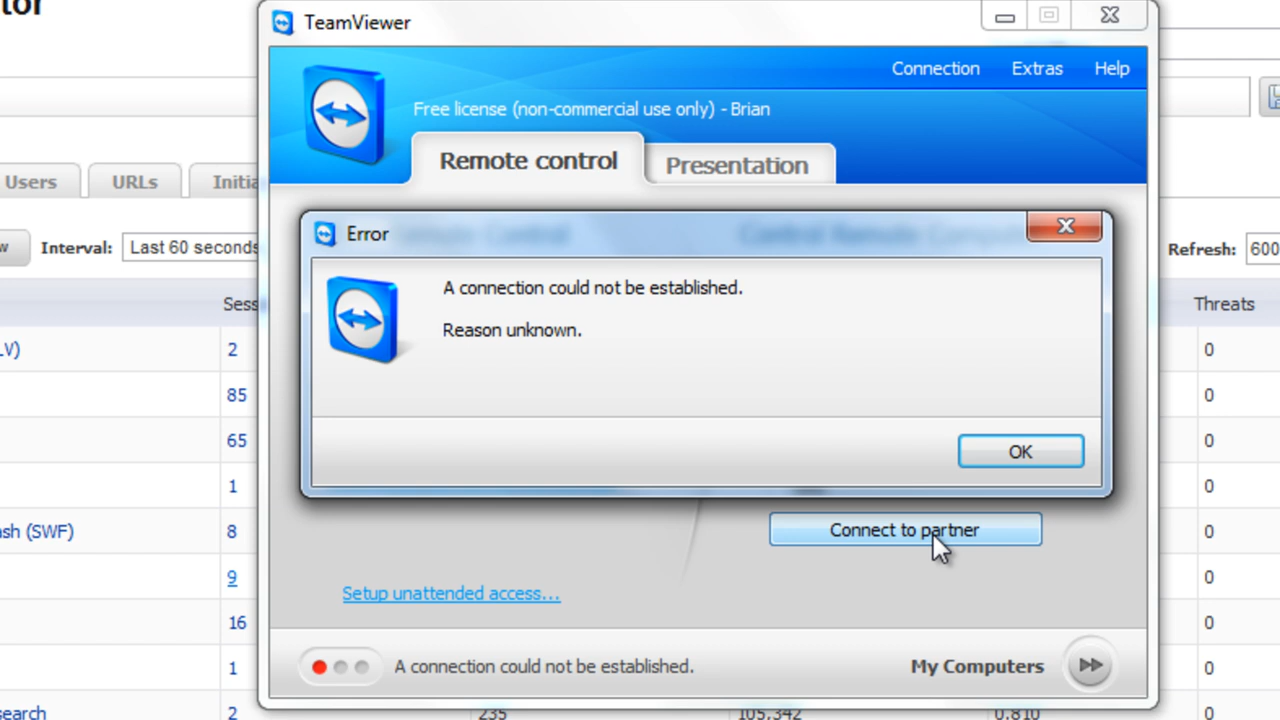 tor
TeamViewer
Connection Extras Help
Free license (non-commercial use only) - Brian
Remote control Presentation
Users URLs
Interval: Last 60 seconds
Refresh: 600
Error
A connection could not be established.
Reason unknown.
OK
Threats
LV) 2 0
85 0
65 0
1 0
ash (SWF) 8 0
9 0
16 0
1 0
search 2 235 105,342 0.810 0
Connect to partner
Setup unattended access...
A connection could not be established. My Computers